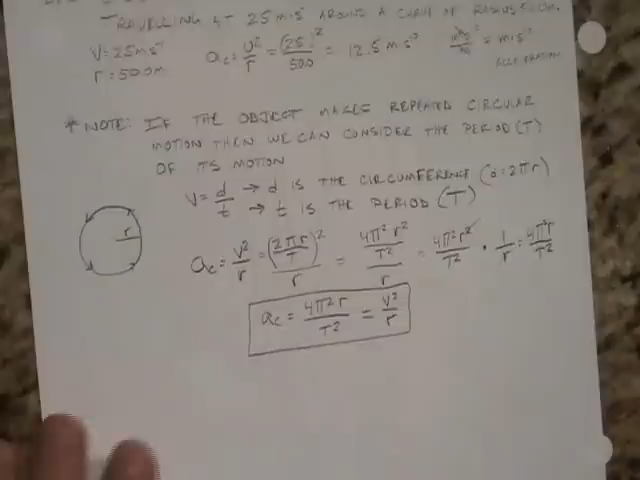 TRAVELLING AT 25 m·s⁻¹ AROUND A OF RADIUS 50.0m.
V = 25 m·s⁻¹
r = 50.0m
ac = v²/r = (25)²/50.0 = 12.5 m·s⁻² = m·s⁻²
ACCELERATION
* NOTE: IF THE OBJECT MAKES REPEATED CIRCULAR
MOTION THEN WE CAN CONSIDER THE PERIOD (T)
OF ITS MOTION
V = d/t → d IS THE CIRCUMFERENCE (d = 2πr)
→ t IS THE PERIOD (T)
r
ac = v²/r = (2πr/T)²/r = 4π²r²/T²/r = 4π²r²/T² · 1/r = 4π²r/T²
ac = 4π²r/T² = v²/r